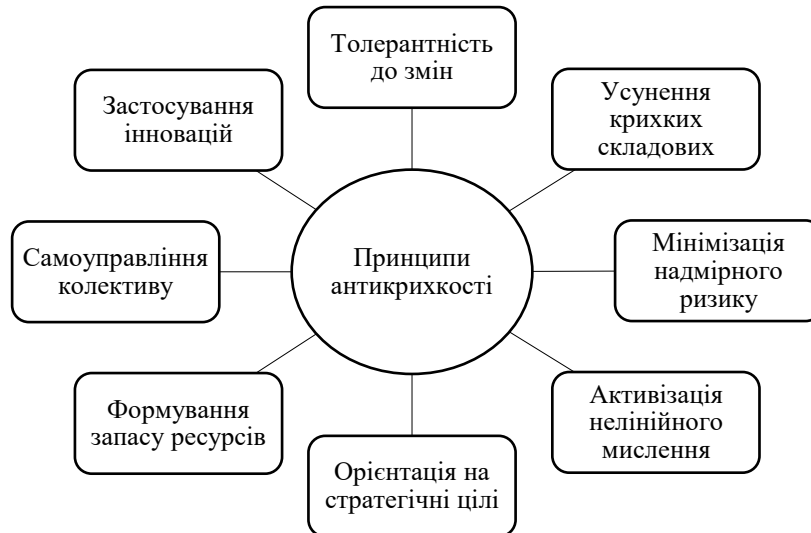 Толерантність
до змін
Усунення
крихких
складових
Мінімізація
надмірного
ризику
Активізація
нелінійного
мислення
Орієнтація на
стратегічні цілі
Формування
запасу ресурсів
Самоуправління
колективу
Застосування
інновацій
Принципи
антикрихкості